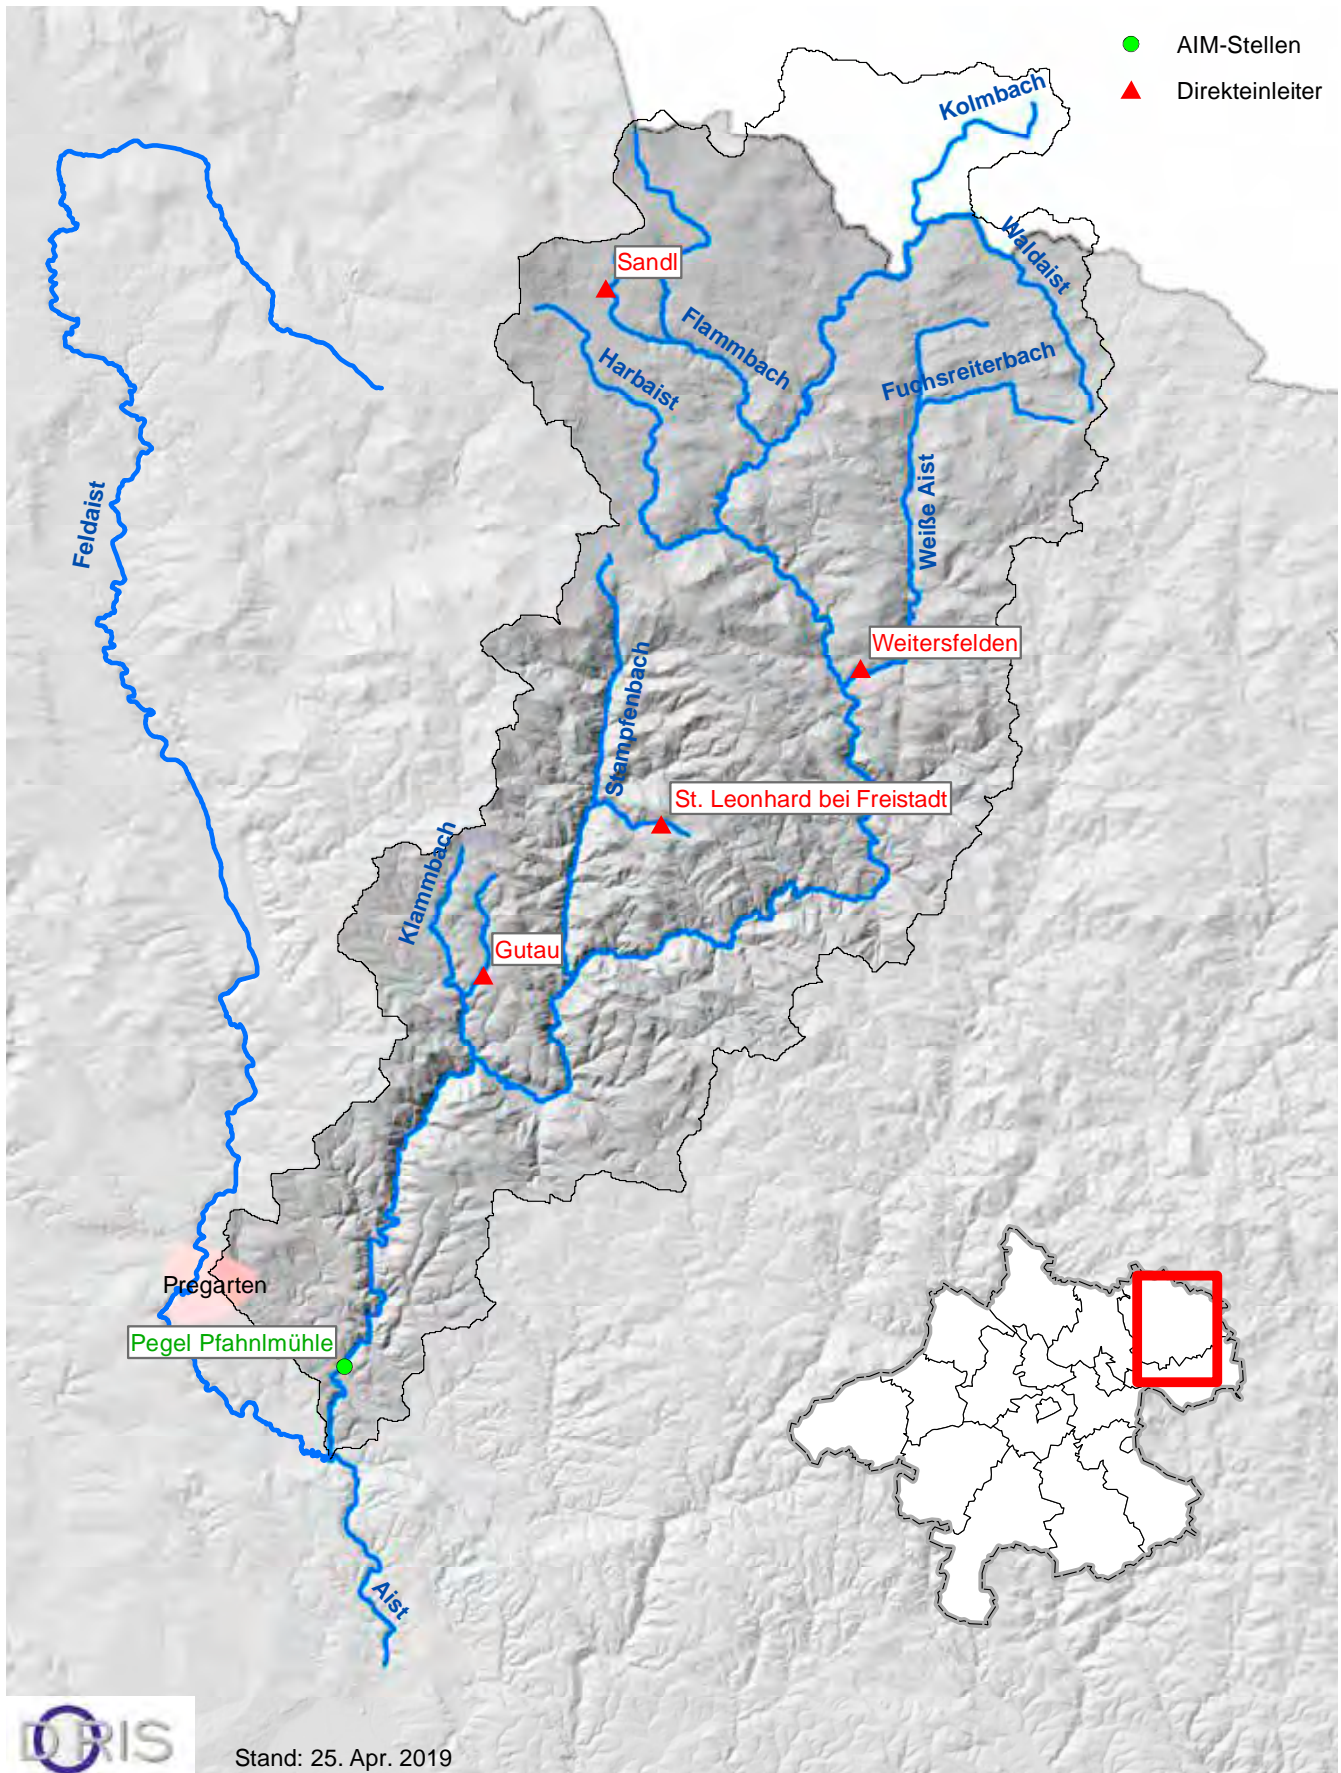 AIM-Stellen
Direkteinleiter
Kolmbach
Waldaist
Sandl
Flammbach
Harbaist
Fuchsreiterbach
Feldaist
Weiße Aist
Weitersfelden
Stampfenbach
St. Leonhard bei Freistadt
Klammbach
Gutau
Pregarten
Pegel Pfahnlmühle
Aist
DORIS
Stand: 25. Apr. 2019